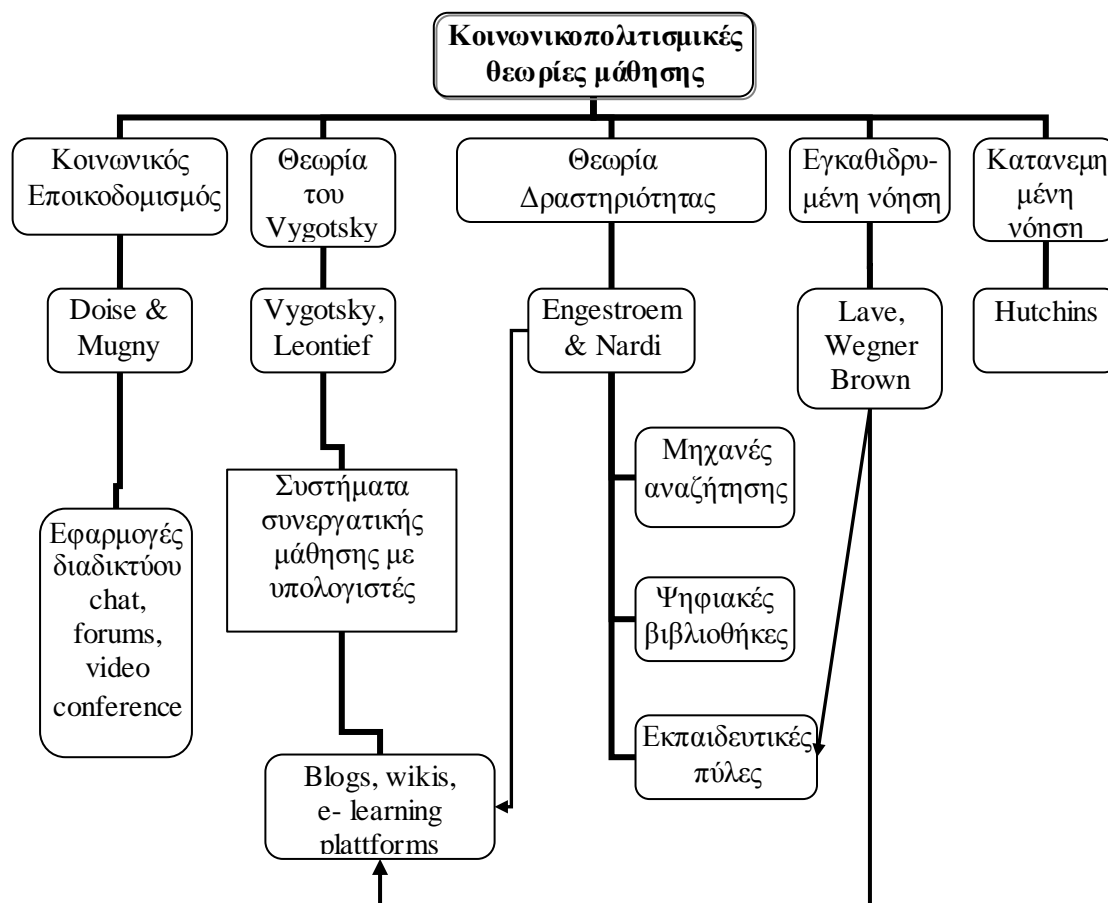 Κοινωνικοπολιτισμικές
θεωρίες μάθησης
Κοινωνικός
Εποικοδομισμός
Θεωρία
του
Vygotsky
Θεωρία
Δραστηριότητας
Εγκαθιδρυ-
μένη νόηση
Κατανεμη
μένη
νόηση
Doise &
Mugny
Vygotsky,
Leontief
Engestroem
& Nardi
Lave,
Wegner
Brown
Hutchins
Εφαρμογές
διαδικτύου
chat,
forums,
video
conference
Συστήματα
συνεργατικής
μάθησης με
υπολογιστές
Μηχανές
αναζήτησης
Ψηφιακές
βιβλιοθήκες
Εκπαιδευτικές
πύλες
Blogs, wikis,
e- learning
plattforms